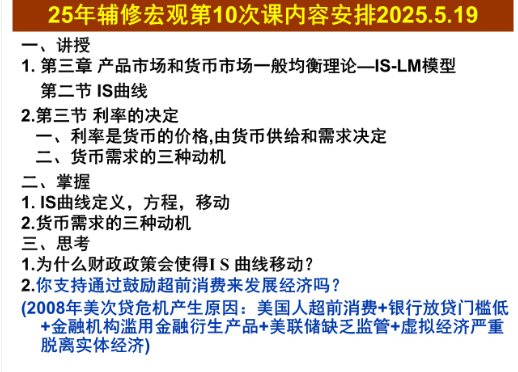 25年辅修宏观第10次课内容安排2025.5.19
一、讲授
1. 第三章 产品市场和货币市场一般均衡理论—IS-LM模型
第二节 IS曲线
2.第三节 利率的决定
一、利率是货币的价格,由货币供给和需求决定
二、货币需求的三种动机
二、掌握
1. IS曲线定义，方程，移动
2.货币需求的三种动机
三、思考
1.为什么财政政策会使得I S 曲线移动？
2.你支持通过鼓励超前消费来发展经济吗？
(2008年美次贷危机产生原因：美国人超前消费+银行放贷门槛低
+金融机构滥用金融衍生产品+美联储缺乏监管+虚拟经济严重
脱离实体经济)